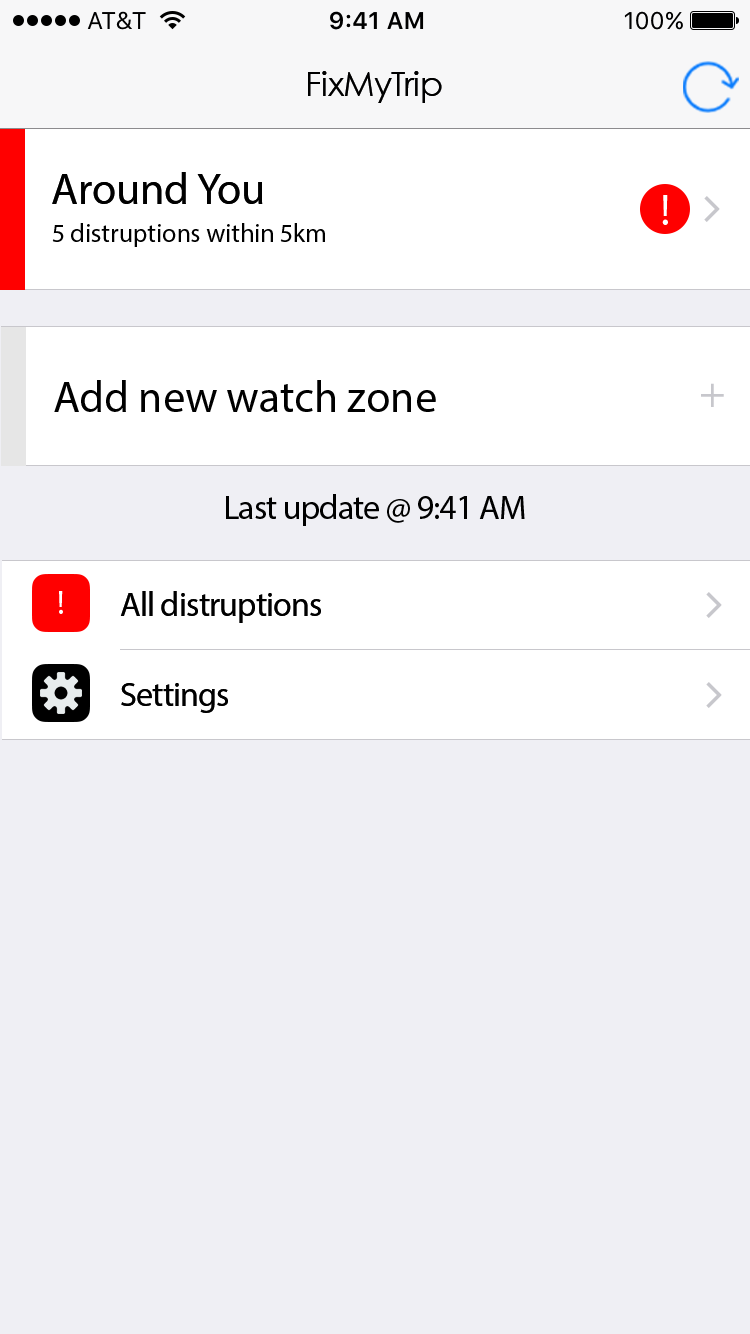 AT&T 9:41 AM 100%
FixMyTrip
Around You
5 distruptions within 5km
!
Add new watch zone
Last update @ 9:41 AM
! All distruptions
Settings